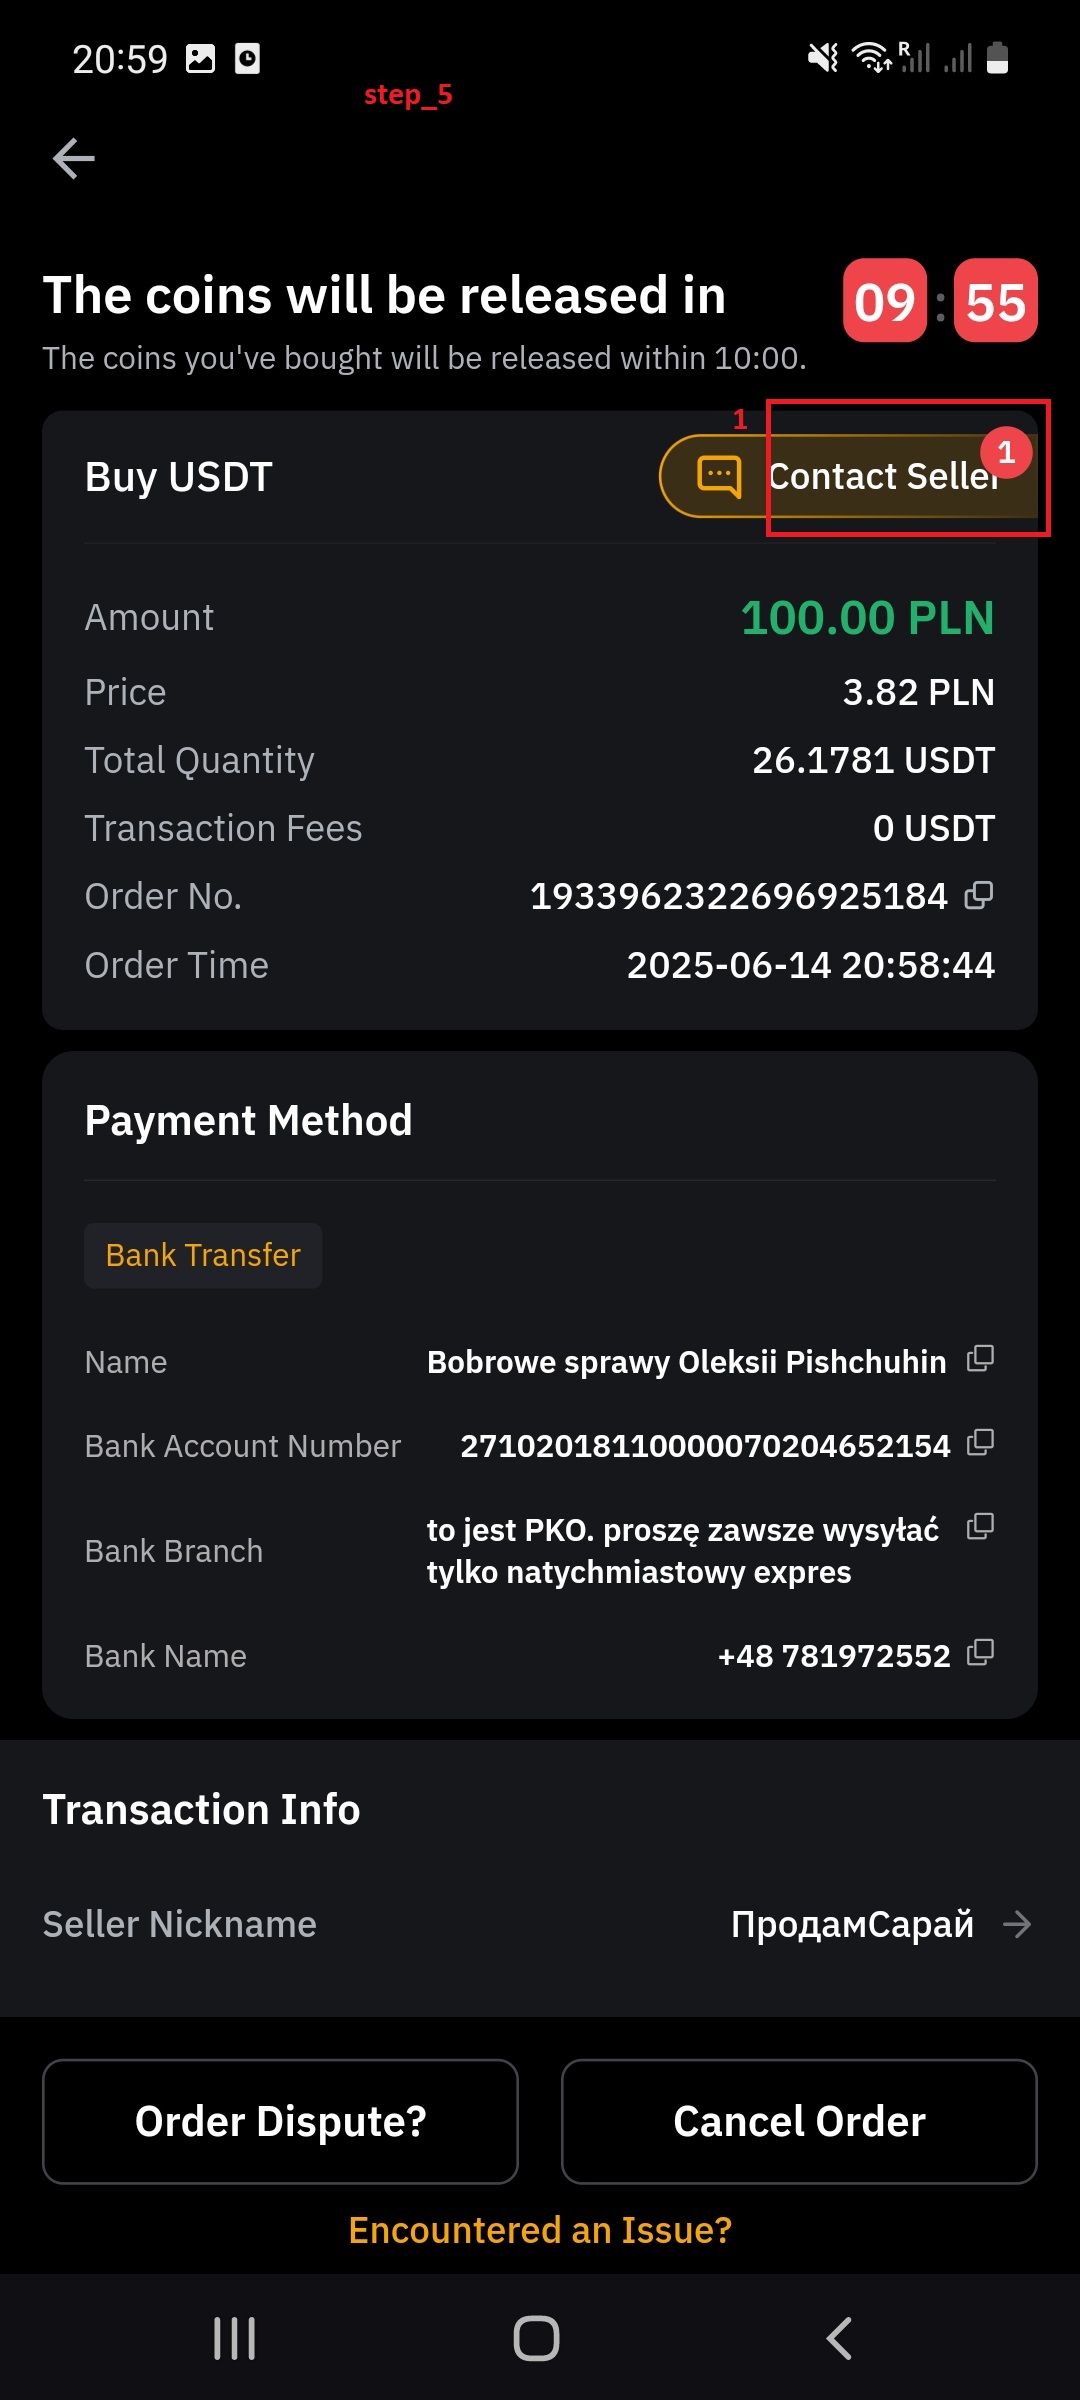 20:59
R
step_5
The coins will be released in
09 : 55
The coins you've bought will be released within 10:00.
1
Buy USDT
Contact Seller
1
Amount 100.00 PLN
Price 3.82 PLN
Total Quantity 26.1781 USDT
Transaction Fees 0 USDT
Order No. 1933962322696925184
Order Time 2025-06-14 20:58:44
Payment Method
Bank Transfer
Name Bobrowe sprawy Oleksii Pishchuhin
Bank Account Number 27102018110000070204652154
Bank Branch to jest PKO. proszę zawsze wysyłać
tylko natychmiastowy expres
Bank Name +48 781972552
Transaction Info
Seller Nickname ПродамСарай
Order Dispute?
Cancel Order
Encountered an Issue?